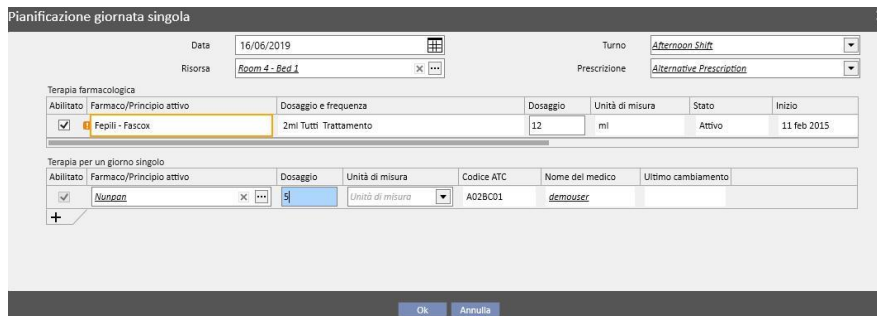 Pianificazione giornata singola
Data 16/06/2019 Turno Afternoon Shift
Risorsa Room 4 - Bed 1 Prescrizione Alternative Prescription
Terapia farmacologica
Abilitato Farmaco/Principio attivo Dosaggio e frequenza Dosaggio Unità di misura Stato Inizio
Fepili - Fascox 2ml Tutti Trattamento 12 ml Attivo 11 feb 2015
Terapia per un giorno singolo
Abilitato Farmaco/Principio attivo Dosaggio Unità di misura Codice ATC Nome del medico Ultimo cambiamento
Nunpan 5 Unità di misura A02BC01 demouser
Ok Annulla